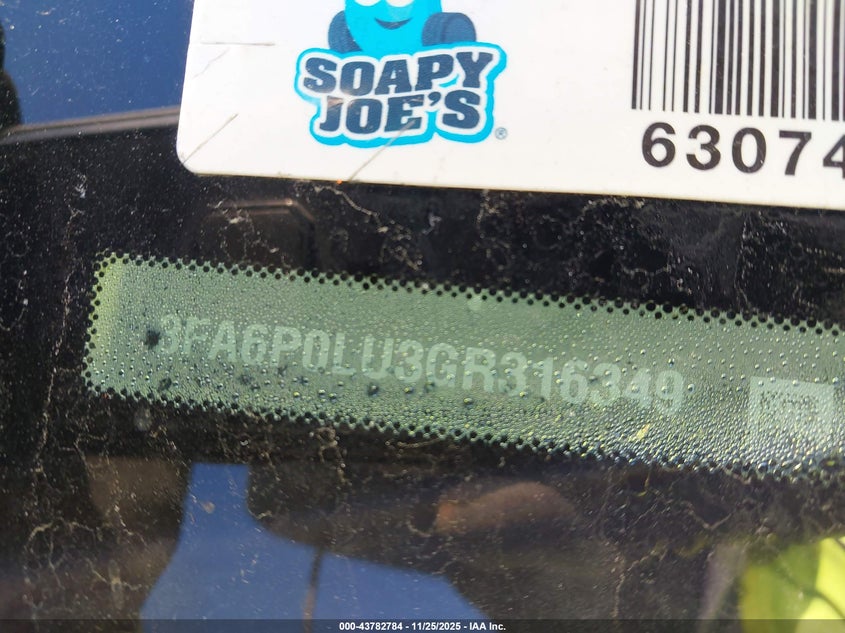 SOAPY
JOE'S®
63074
3FA6P0LU3GR316349
000-43782784 - 11/25/2025 - IAA Inc.